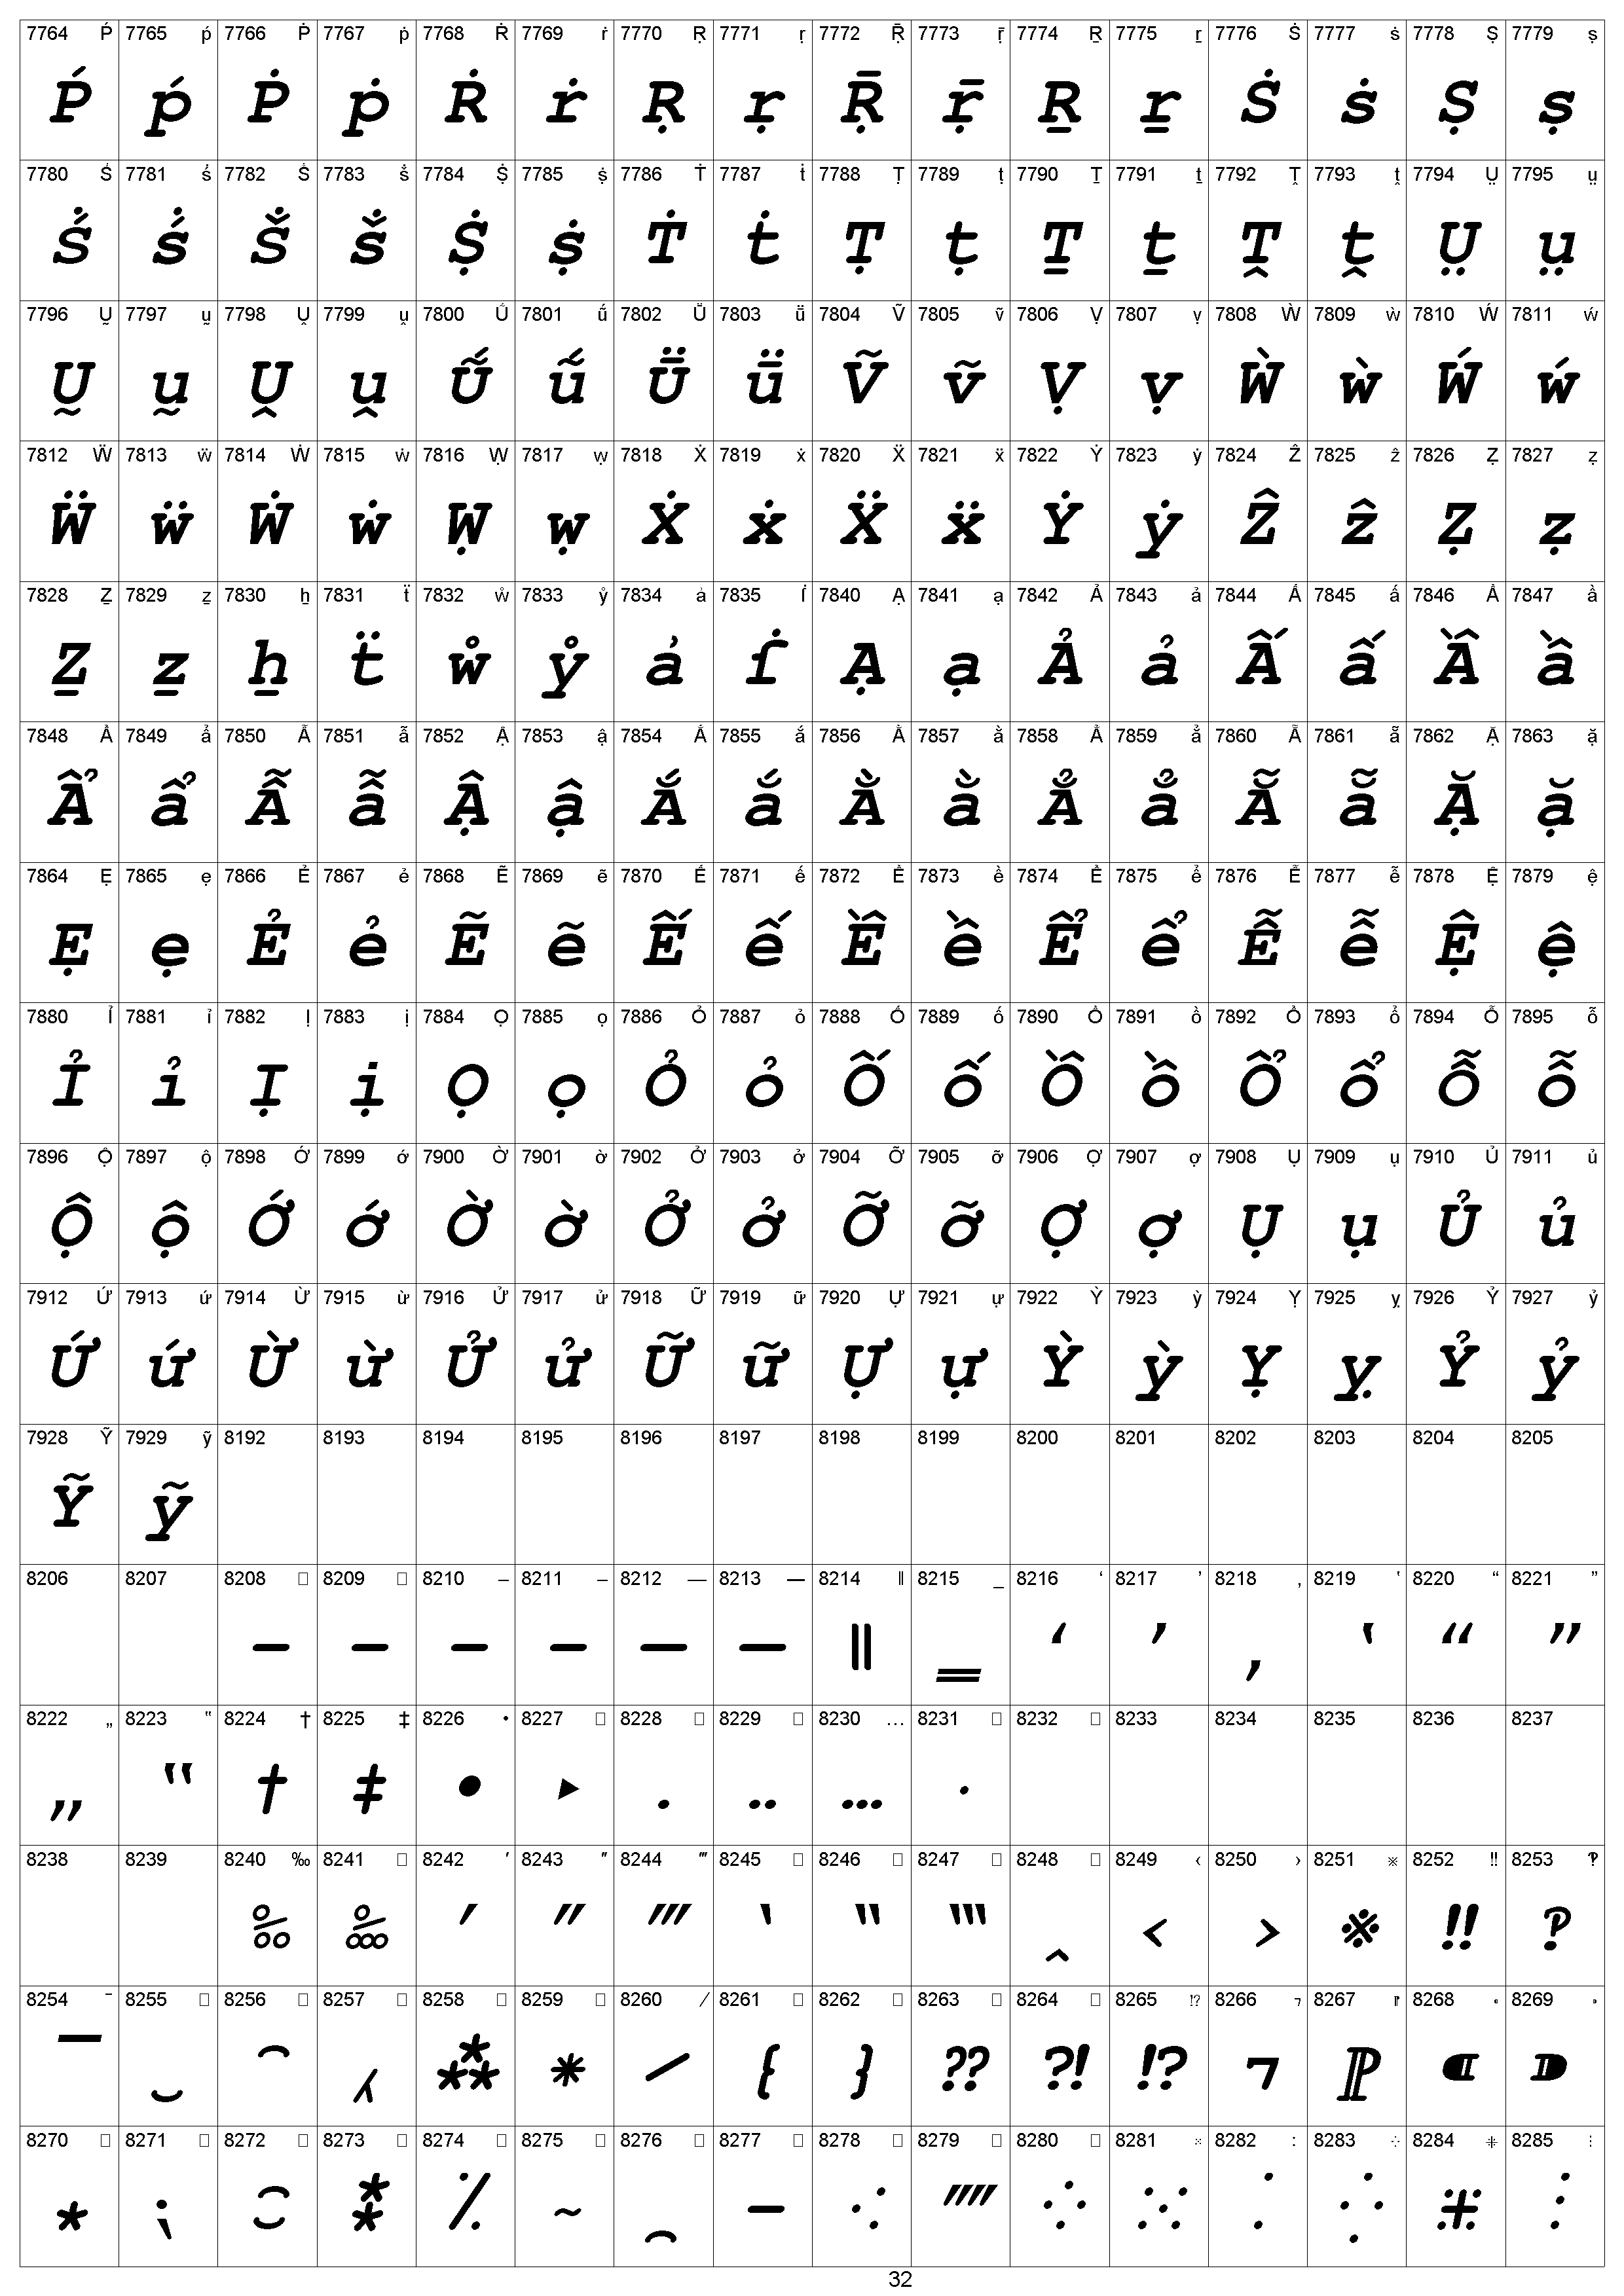 7764 Ṕ 7765 ṕ 7766 Ṗ 7767 ṗ 7768 Ṙ 7769 ṙ 7770 Ṛ 7771 ṛ 7772 Ṝ 7773 ṝ 7774 Ṟ 7775 ṟ 7776 Ṡ 7777 ṡ 7778 Ṣ 7779 ṣ
Ṕ ṕ Ṗ ṗ Ṙ ṙ Ṛ ṛ Ṝ ṝ Ṟ ṟ Ṡ ṡ Ṣ ṣ
7780 Ṥ 7781 ṥ 7782 Ṧ 7783 ṧ 7784 Ṩ 7785 ṩ 7786 Ṫ 7787 ṫ 7788 Ṭ 7789 ṭ 7790 Ṯ 7791 ṯ 7792 Ṱ 7793 ṱ 7794 Ṳ 7795 ṳ
Ṥ ṥ Ṧ ṧ Ṩ ṩ Ṫ ṫ Ṭ ṭ Ṯ ṯ Ṱ ṱ Ṳ ṳ
7796 Ṵ 7797 ṵ 7798 Ṷ 7799 ṷ 7800 Ṹ 7801 ṹ 7802 Ṻ 7803 ṻ 7804 Ṽ 7805 ṽ 7806 Ṿ 7807 ṿ 7808 Ẁ 7809 ẁ 7810 Ẃ 7811 ẃ
Ṵ ṵ Ṷ ṷ Ṹ ṹ Ṻ ṻ Ṽ ṽ Ṿ ṿ Ẁ ẁ Ẃ ẃ
7812 Ẅ 7813 ẅ 7814 Ẇ 7815 ẇ 7816 Ẉ 7817 ẉ 7818 Ẋ 7819 ẋ 7820 Ẍ 7821 ẍ 7822 Ẏ 7823 ẏ 7824 Ẑ 7825 ẑ 7826 Ẓ 7827 ẓ
Ẅ ẅ Ẇ ẇ Ẉ ẉ Ẋ ẋ Ẍ ẍ Ẏ ẏ Ẑ ẑ Ẓ ẓ
7828 Ẕ 7829 ẕ 7830 ẖ 7831 ẗ 7832 ẘ 7833 ẙ 7834 ẚ 7835 ẛ 7840 Ạ 7841 ạ 7842 Ả 7843 ả 7844 Ấ 7845 ấ 7846 Ầ 7847 ầ
Ẕ ẕ ẖ ẗ ẘ ẙ ẚ ẛ Ạ ạ Ả ả Ấ ấ Ầ ầ
7848 Ẩ 7849 ẩ 7850 Ẫ 7851 ẫ 7852 Ậ 7853 ậ 7854 Ắ 7855 ắ 7856 Ằ 7857 ằ 7858 Ẳ 7859 ẳ 7860 Ẵ 7861 ẵ 7862 Ặ 7863 ặ
Ẩ ẩ Ẫ ẫ Ậ ậ Ắ ắ Ằ ằ Ẳ ẳ Ẵ ẵ Ặ ặ
7864 Ẹ 7865 ẹ 7866 Ẻ 7867 ẻ 7868 Ẽ 7869 ẽ 7870 Ế 7871 ế 7872 Ề 7873 ề 7874 Ể 7875 ể 7876 Ễ 7877 ễ 7878 Ệ 7879 ệ
Ẹ ẹ Ẻ ẻ Ẽ ẽ Ế ế Ề ề Ể ể Ễ ễ Ệ ệ
7880 Ỉ 7881 ỉ 7882 Ị 7883 ị 7884 Ọ 7885 ọ 7886 Ỏ 7887 ỏ 7888 Ố 7889 ố 7890 Ồ 7891 ồ 7892 Ổ 7893 ổ 7894 Ỗ 7895 ỗ
Ỉ ỉ Ị ị Ọ ọ Ỏ ỏ Ố ố Ồ ồ Ổ ổ Ỗ ỗ
7896 Ộ 7897 ộ 7898 Ớ 7899 ớ 7900 Ờ 7901 ờ 7902 Ở 7903 ở 7904 Ỡ 7905 ỡ 7906 Ợ 7907 ợ 7908 Ụ 7909 ụ 7910 Ủ 7911 ủ
Ộ ộ Ớ ớ Ờ ờ Ở ở Ỡ ỡ Ợ ợ Ụ ụ Ủ ủ
7912 Ứ 7913 ứ 7914 Ừ 7915 ừ 7916 Ử 7917 ử 7918 Ữ 7919 ữ 7920 Ự 7921 ự 7922 Ỳ 7923 ỳ 7924 Ỵ 7925 ỵ 7926 Ỷ 7927 ỷ
Ứ ứ Ừ ừ Ử ử Ữ ữ Ự ự Ỳ ỳ Ỵ ỵ Ỷ ỷ
7928 Ỹ 7929 ỹ 8192 8193 8194 8195 8196 8197 8198 8199 8200 8201 8202 8203 8204 8205
Ỹ ỹ
8206 8207 8208 □ 8209 □ 8210 ‒ 8211 – 8212 — 8213 ― 8214 ‖ 8215 ‗ 8216 ‘ 8217 ’ 8218 ‚ 8219 ‛ 8220 “ 8221 ”
‐ ‑ ‒ – — ― ‖ ‗ ‘ ’ ‚ ‛ “ ”
8222 „ 8223 ‟ 8224 † 8225 ‡ 8226 • 8227 □ 8228 □ 8229 □ 8230 … 8231 □ 8232 □ 8233 8234 8235 8236 8237
„ ‟ † ‡ • ‣ ․ ‥ … ‧
8238 8239 8240 ‰ 8241 □ 8242 ′ 8243 ″ 8244 ‴ 8245 □ 8246 □ 8247 □ 8248 □ 8249 ‹ 8250 › 8251 ※ 8252 ‼ 8253 ‽
‰ ‱ ′ ″ ‴ ‵ ‶ ‷ ‸ ‹ › ※ ‼ ‽
8254 ‾ 8255 □ 8256 □ 8257 □ 8258 □ 8259 □ 8260 ⁄ 8261 □ 8262 □ 8263 □ 8264 □ 8265 ⁉ 8266 ⁊ 8267 ⁋ 8268 ⁌ 8269 ⁍
‾ ‿ ⁀ ⁁ ⁂ ⁃ ⁄ ⁅ ⁆ ⁇ ⁈ ⁉ ⁊ ⁋ ⁌ ⁍
8270 □ 8271 □ 8272 □ 8273 □ 8274 □ 8275 □ 8276 □ 8277 □ 8278 □ 8279 □ 8280 □ 8281 ⁙ 8282 ⁚ 8283 ⁛ 8284 ⁜ 8285 ⁝
⁎ ⁏ ⁐ ⁑ ⁒ ⁓ ⁔ ⁕ ⁖ ⁗ ⁘ ⁙ ⁚ ⁛ ⁜ ⁝
32